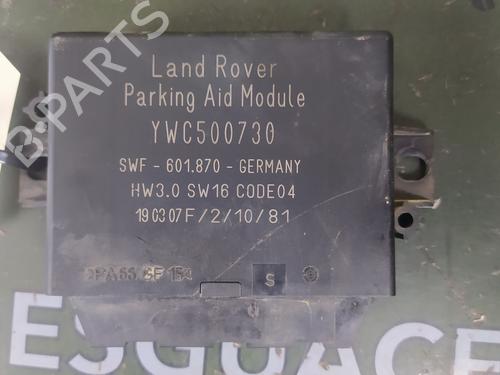 B-PARTS
Land Rover
Parking Aid Module
YWC500730
SWF - 601.870 - GERMANY
HW3.0 SW16 CODE04
190307F/2/10/81
S
ESGUACE